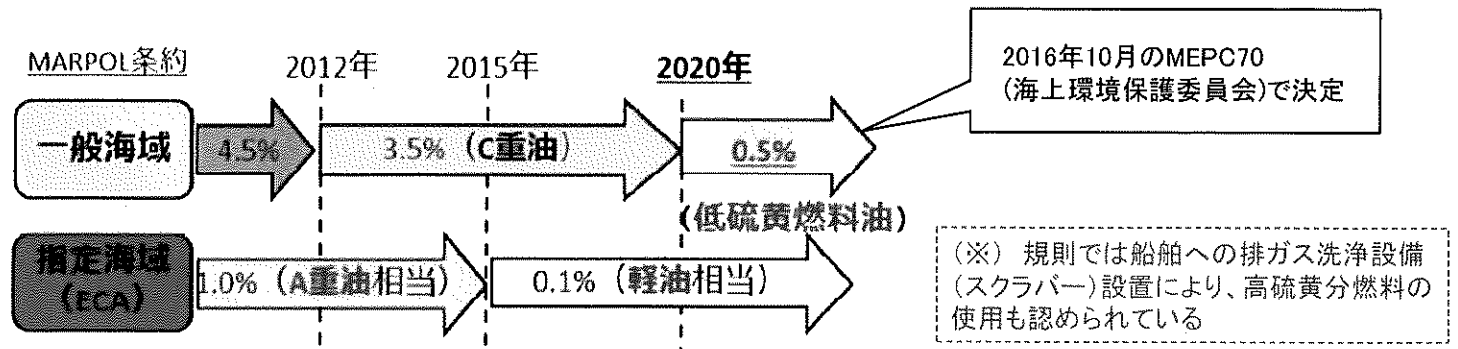 MARPOL条約
2012年
2015年
2020年
2016年10月のMEPC70
(海上環境保護委員会)で決定
一般海域
4.5%
3.5%（C重油）
0.5%
(低硫黄燃料油)
指定海域
（ECA）
1.0%（A重油相当）
0.1%（軽油相当）
（※） 規則では船舶への排ガス洗浄設備
(スクラバー)設置により、高硫黄分燃料の
使用も認められている